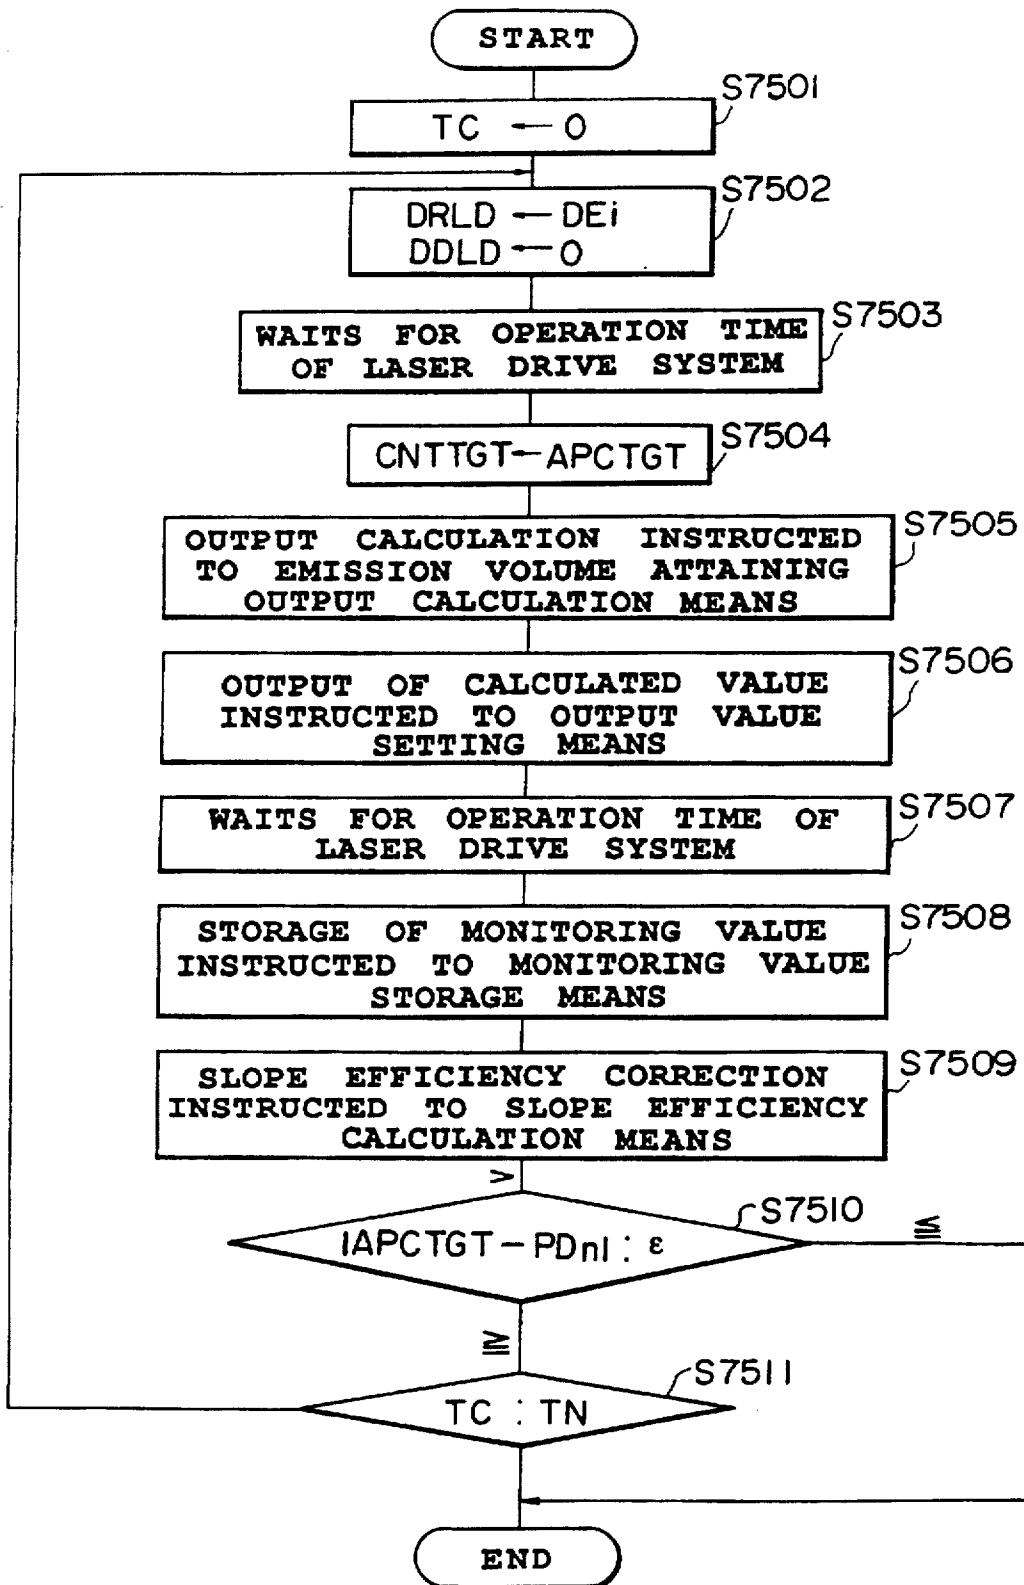 START
S7501
TC ← 0
S7502
DRLD ← DEi
DDLD ← 0
S7503
WAITS FOR OPERATION TIME
OF LASER DRIVE SYSTEM
S7504
CNTTGT ← APCTGT
S7505
OUTPUT CALCULATION INSTRUCTED
TO EMISSION VOLUME ATTAINING
OUTPUT CALCULATION MEANS
S7506
OUTPUT OF CALCULATED VALUE
INSTRUCTED TO OUTPUT VALUE
SETTING MEANS
S7507
WAITS FOR OPERATION TIME OF
LASER DRIVE SYSTEM
S7508
STORAGE OF MONITORING VALUE
INSTRUCTED TO MONITORING VALUE
STORAGE MEANS
S7509
SLOPE EFFICIENCY CORRECTION
INSTRUCTED TO SLOPE EFFICIENCY
CALCULATION MEANS
>
S7510
|APCTGT - PDn| : ε
≦
≧
S7511
TC : TN
END